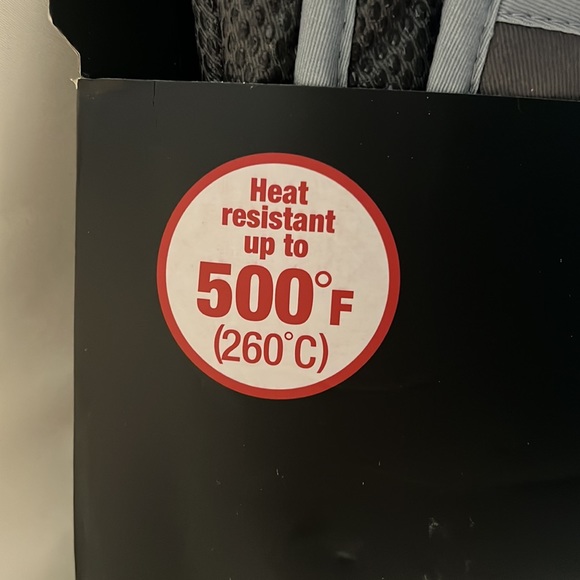 Heat
resistant
up to
500°F
(260°C)